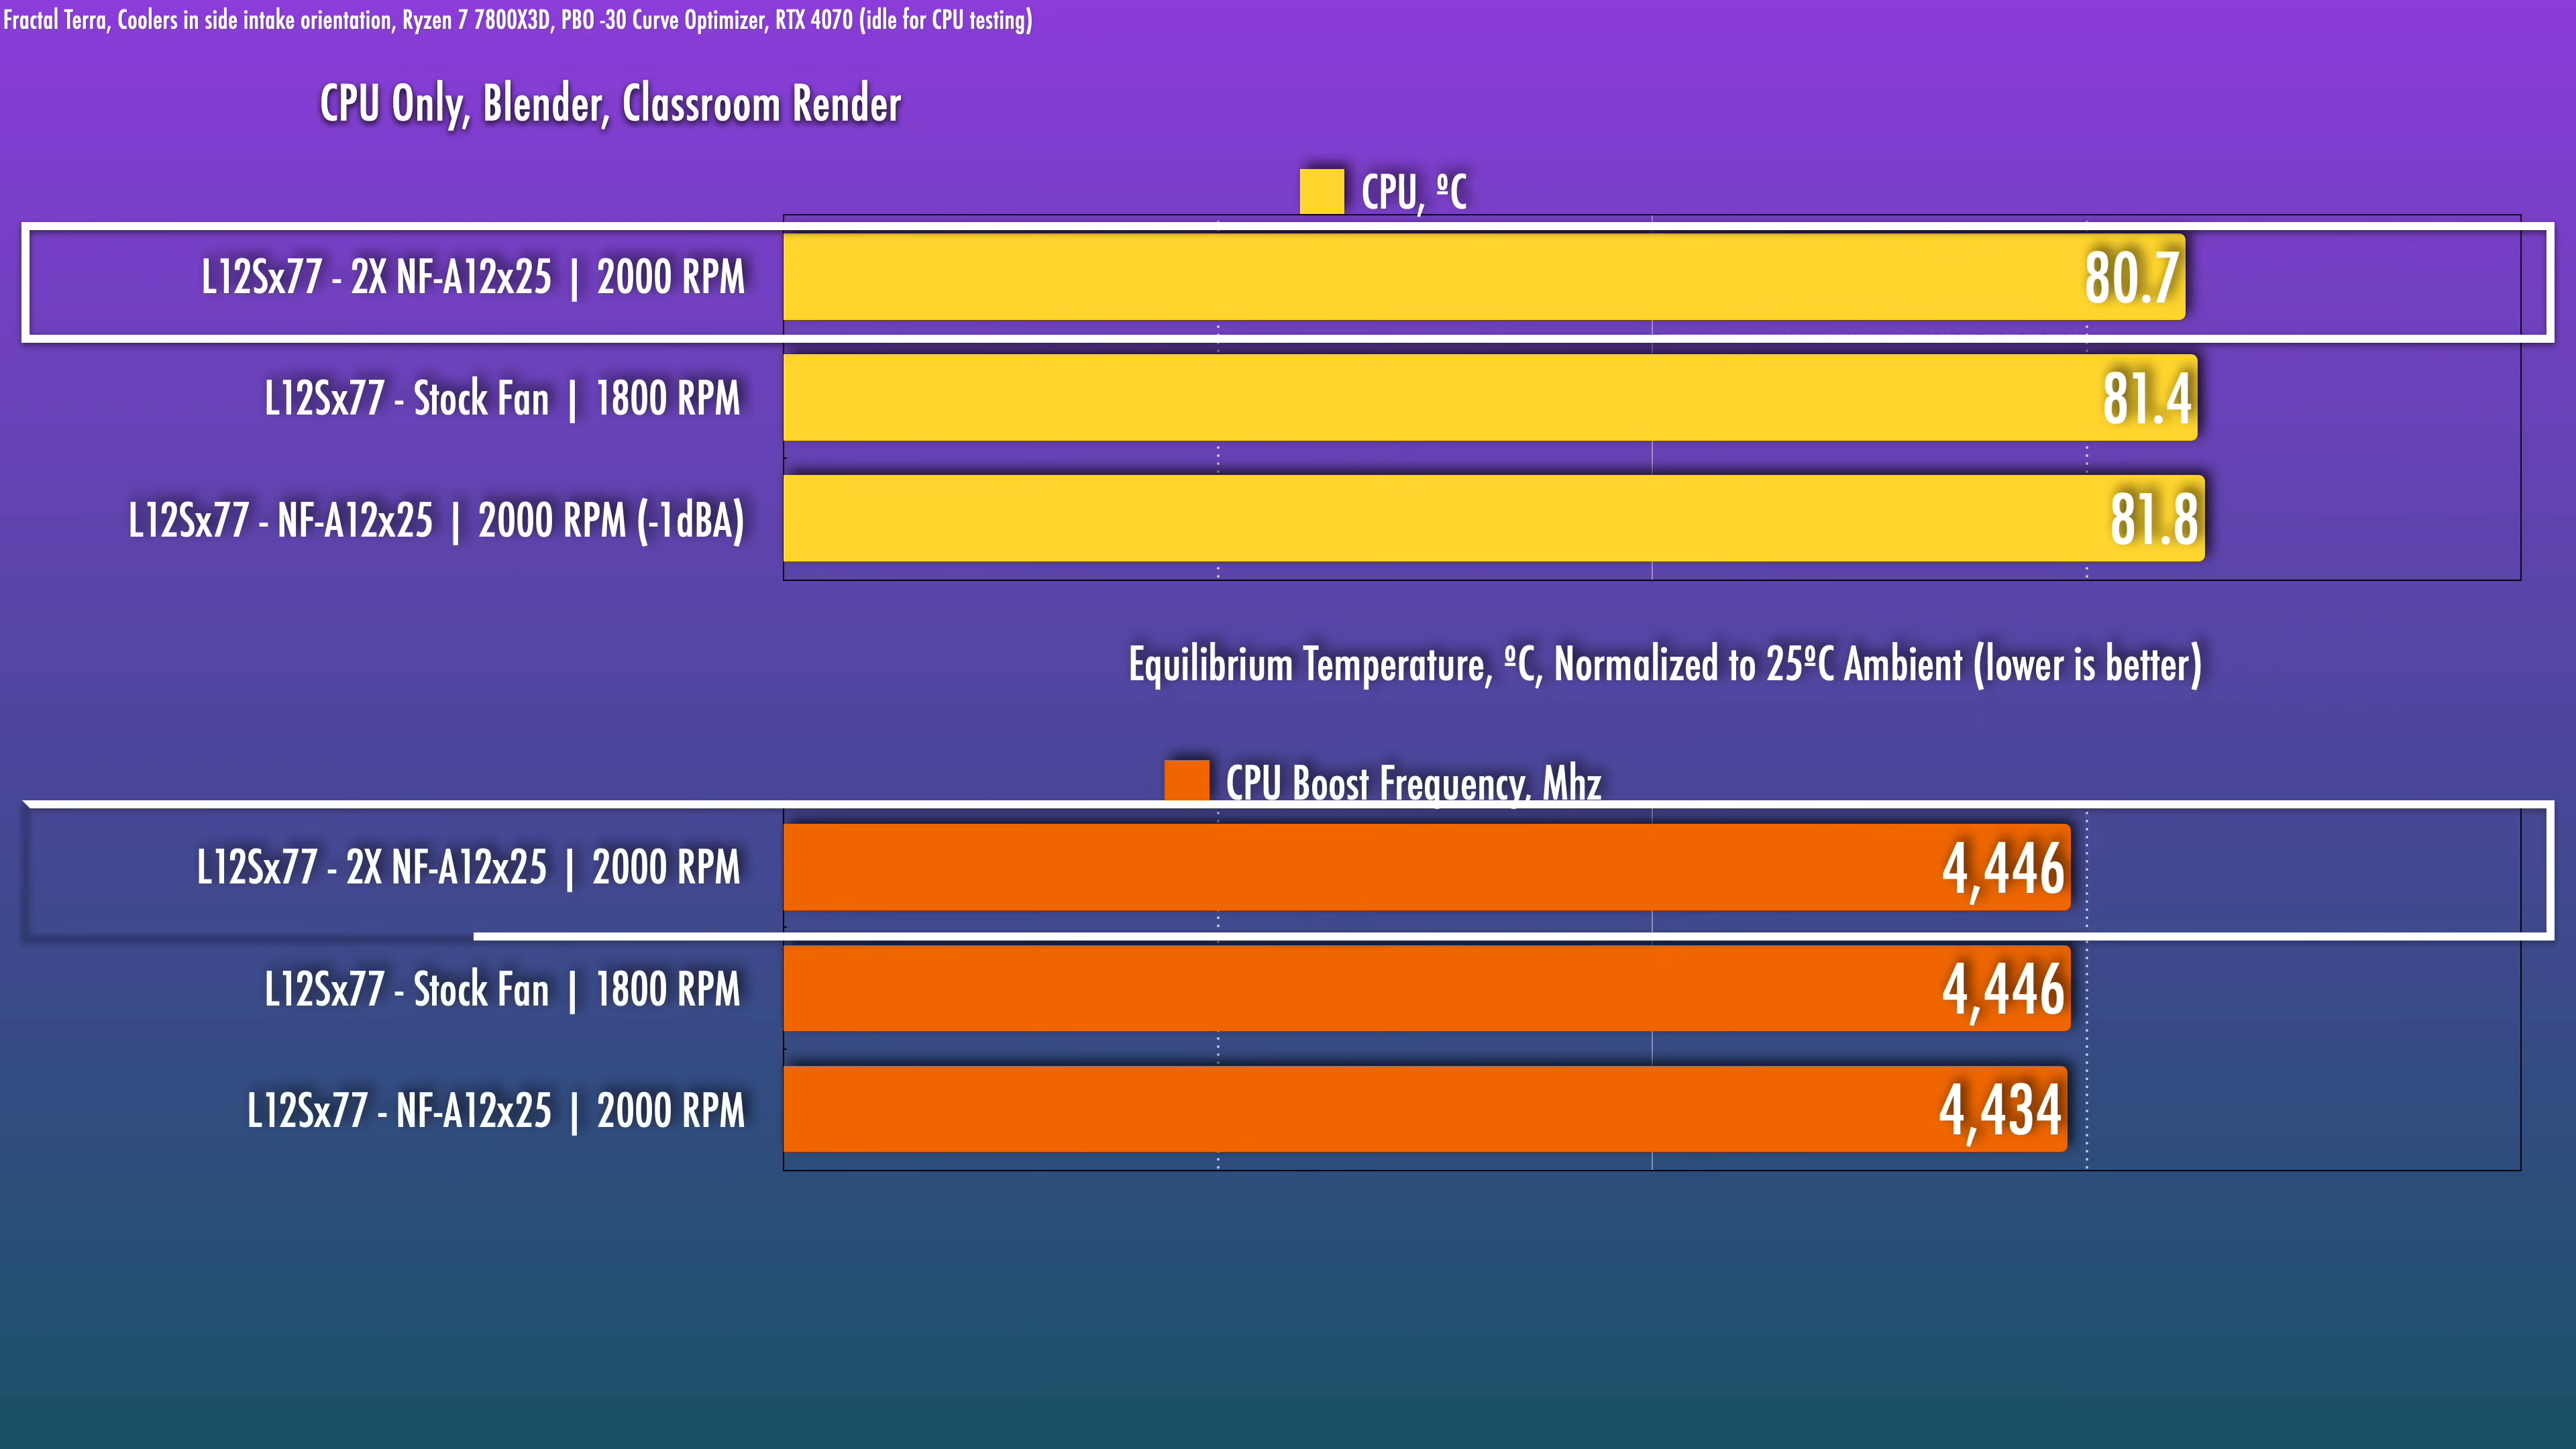 Fractal Terra, Coolers in side intake orientation, Ryzen 7 7800X3D, PBO -30 Curve Optimizer, RTX 4070 (idle for CPU testing)
CPU Only, Blender, Classroom Render
CPU, ºC
L12Sx77 - 2X NF-A12x25 | 2000 RPM 80.7
L12Sx77 - Stock Fan | 1800 RPM 81.4
L12Sx77 - NF-A12x25 | 2000 RPM (-1dBA) 81.8
Equilibrium Temperature, ºC, Normalized to 25ºC Ambient (lower is better)
CPU Boost Frequency, Mhz
L12Sx77 - 2X NF-A12x25 | 2000 RPM 4,446
L12Sx77 - Stock Fan | 1800 RPM 4,446
L12Sx77 - NF-A12x25 | 2000 RPM 4,434